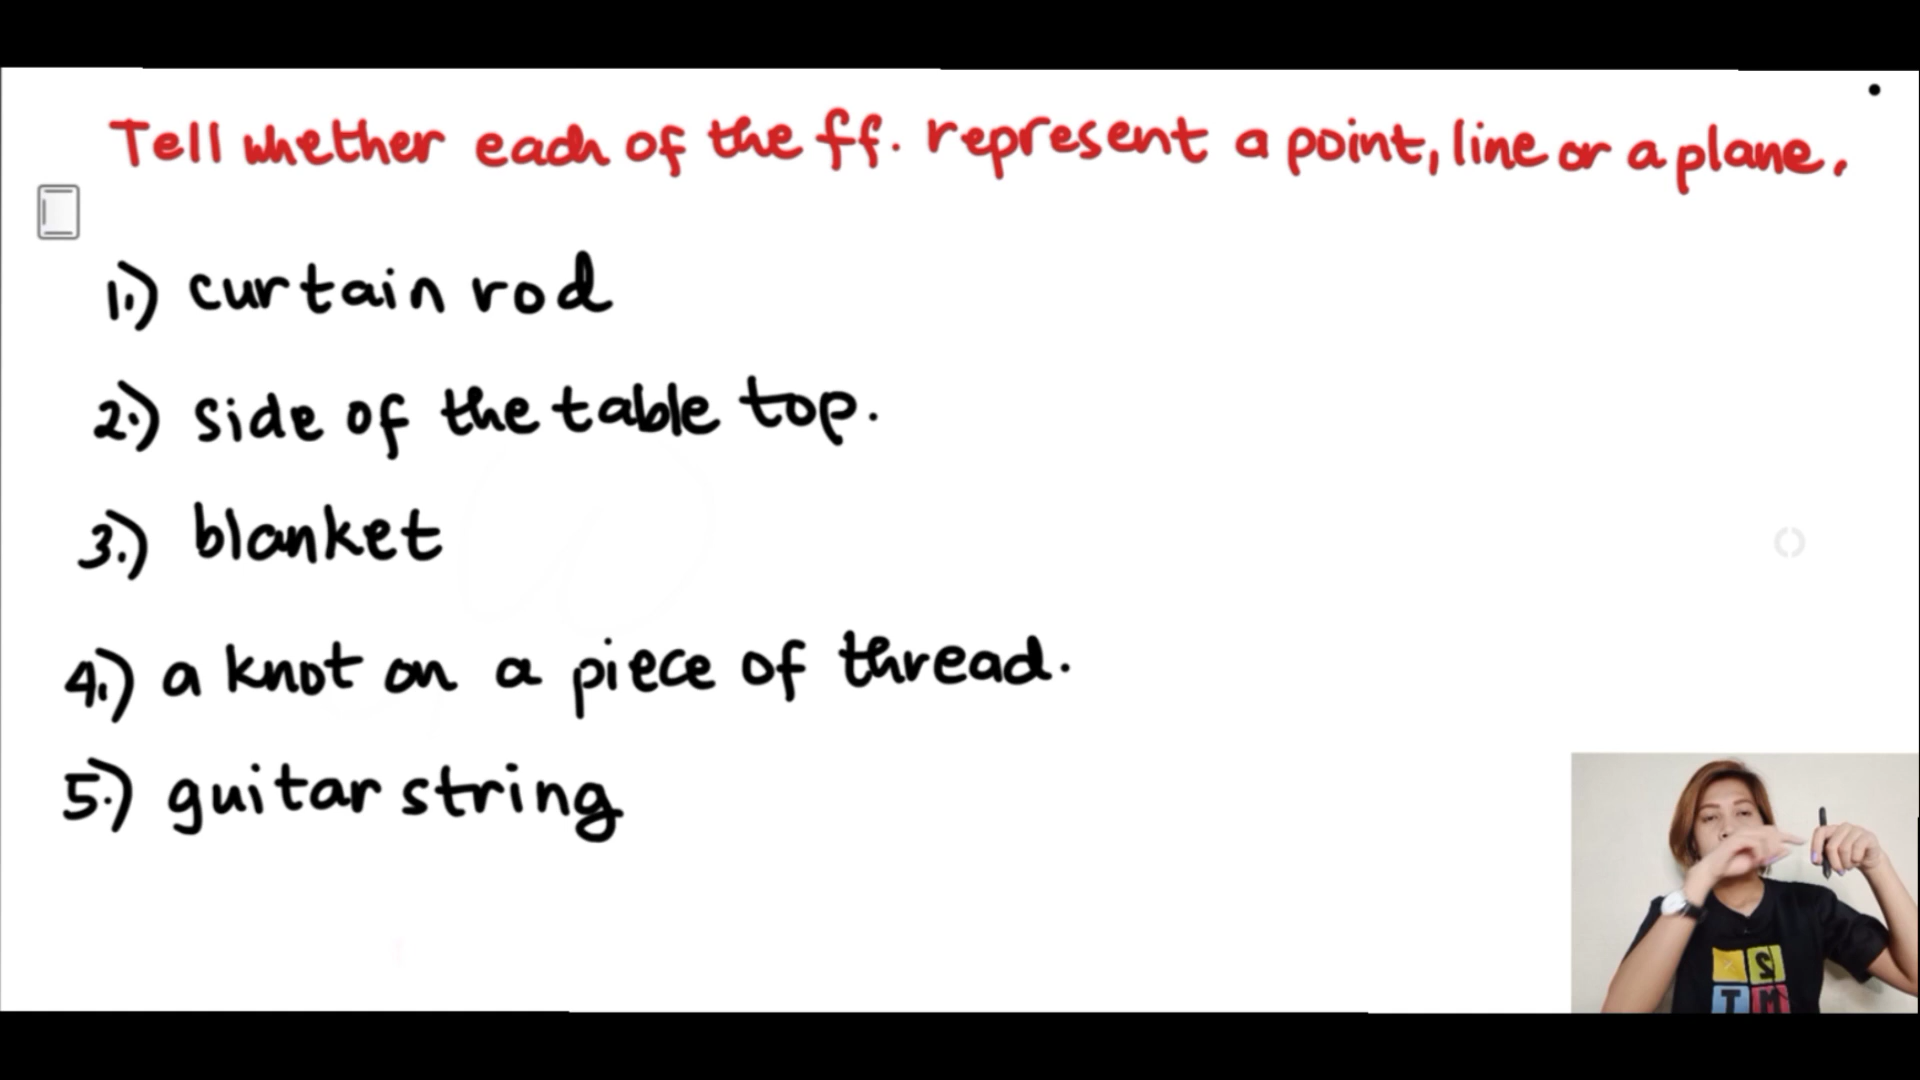 Tell whether each of the ff. represent a point, line or a plane.
1.) curtain rod
2.) side of the table top.
3.) blanket
4.) a knot on a piece of thread.
5.) guitar string
S
T M